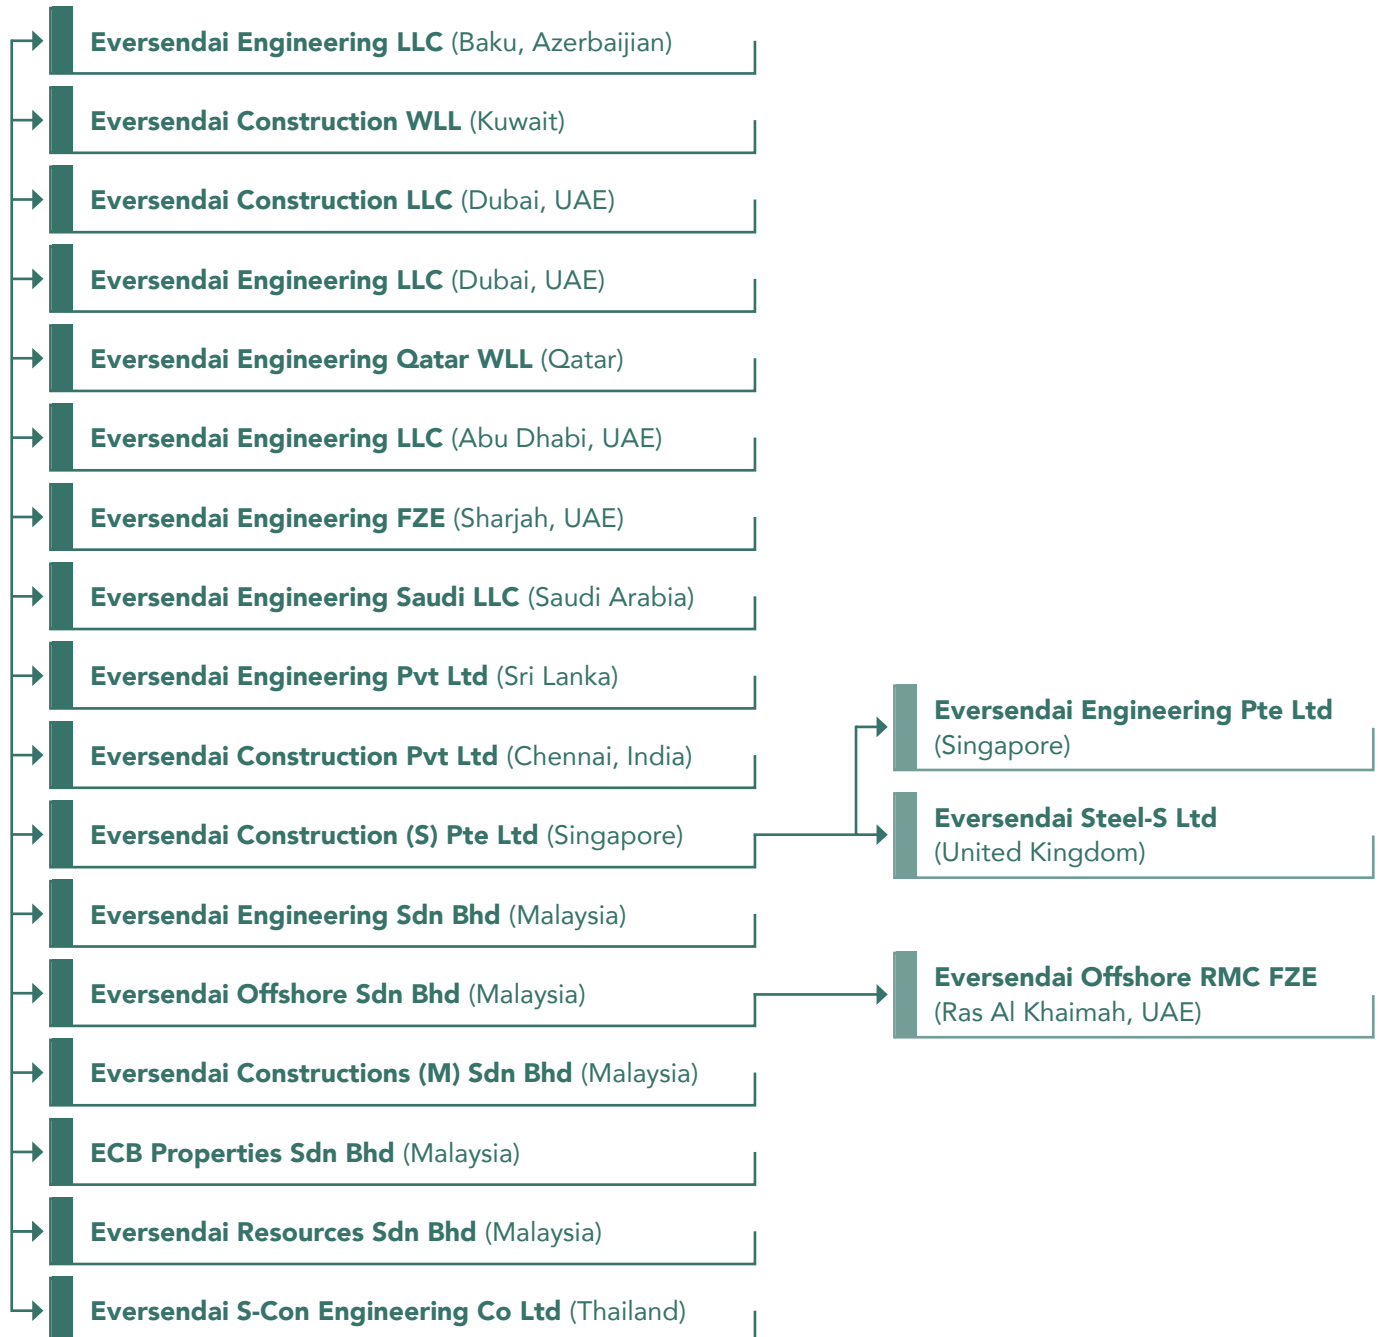 Eversendai Engineering LLC (Baku, Azerbaijian)
Eversendai Construction WLL (Kuwait)
Eversendai Construction LLC (Dubai, UAE)
Eversendai Engineering LLC (Dubai, UAE)
Eversendai Engineering Qatar WLL (Qatar)
Eversendai Engineering LLC (Abu Dhabi, UAE)
Eversendai Engineering FZE (Sharjah, UAE)
Eversendai Engineering Saudi LLC (Saudi Arabia)
Eversendai Engineering Pvt Ltd (Sri Lanka)
Eversendai Construction Pvt Ltd (Chennai, India)
Eversendai Construction (S) Pte Ltd (Singapore)
Eversendai Engineering Pte Ltd
(Singapore)
Eversendai Steel-S Ltd
(United Kingdom)
Eversendai Engineering Sdn Bhd (Malaysia)
Eversendai Offshore Sdn Bhd (Malaysia)
Eversendai Offshore RMC FZE
(Ras Al Khaimah, UAE)
Eversendai Constructions (M) Sdn Bhd (Malaysia)
ECB Properties Sdn Bhd (Malaysia)
Eversendai Resources Sdn Bhd (Malaysia)
Eversendai S-Con Engineering Co Ltd (Thailand)